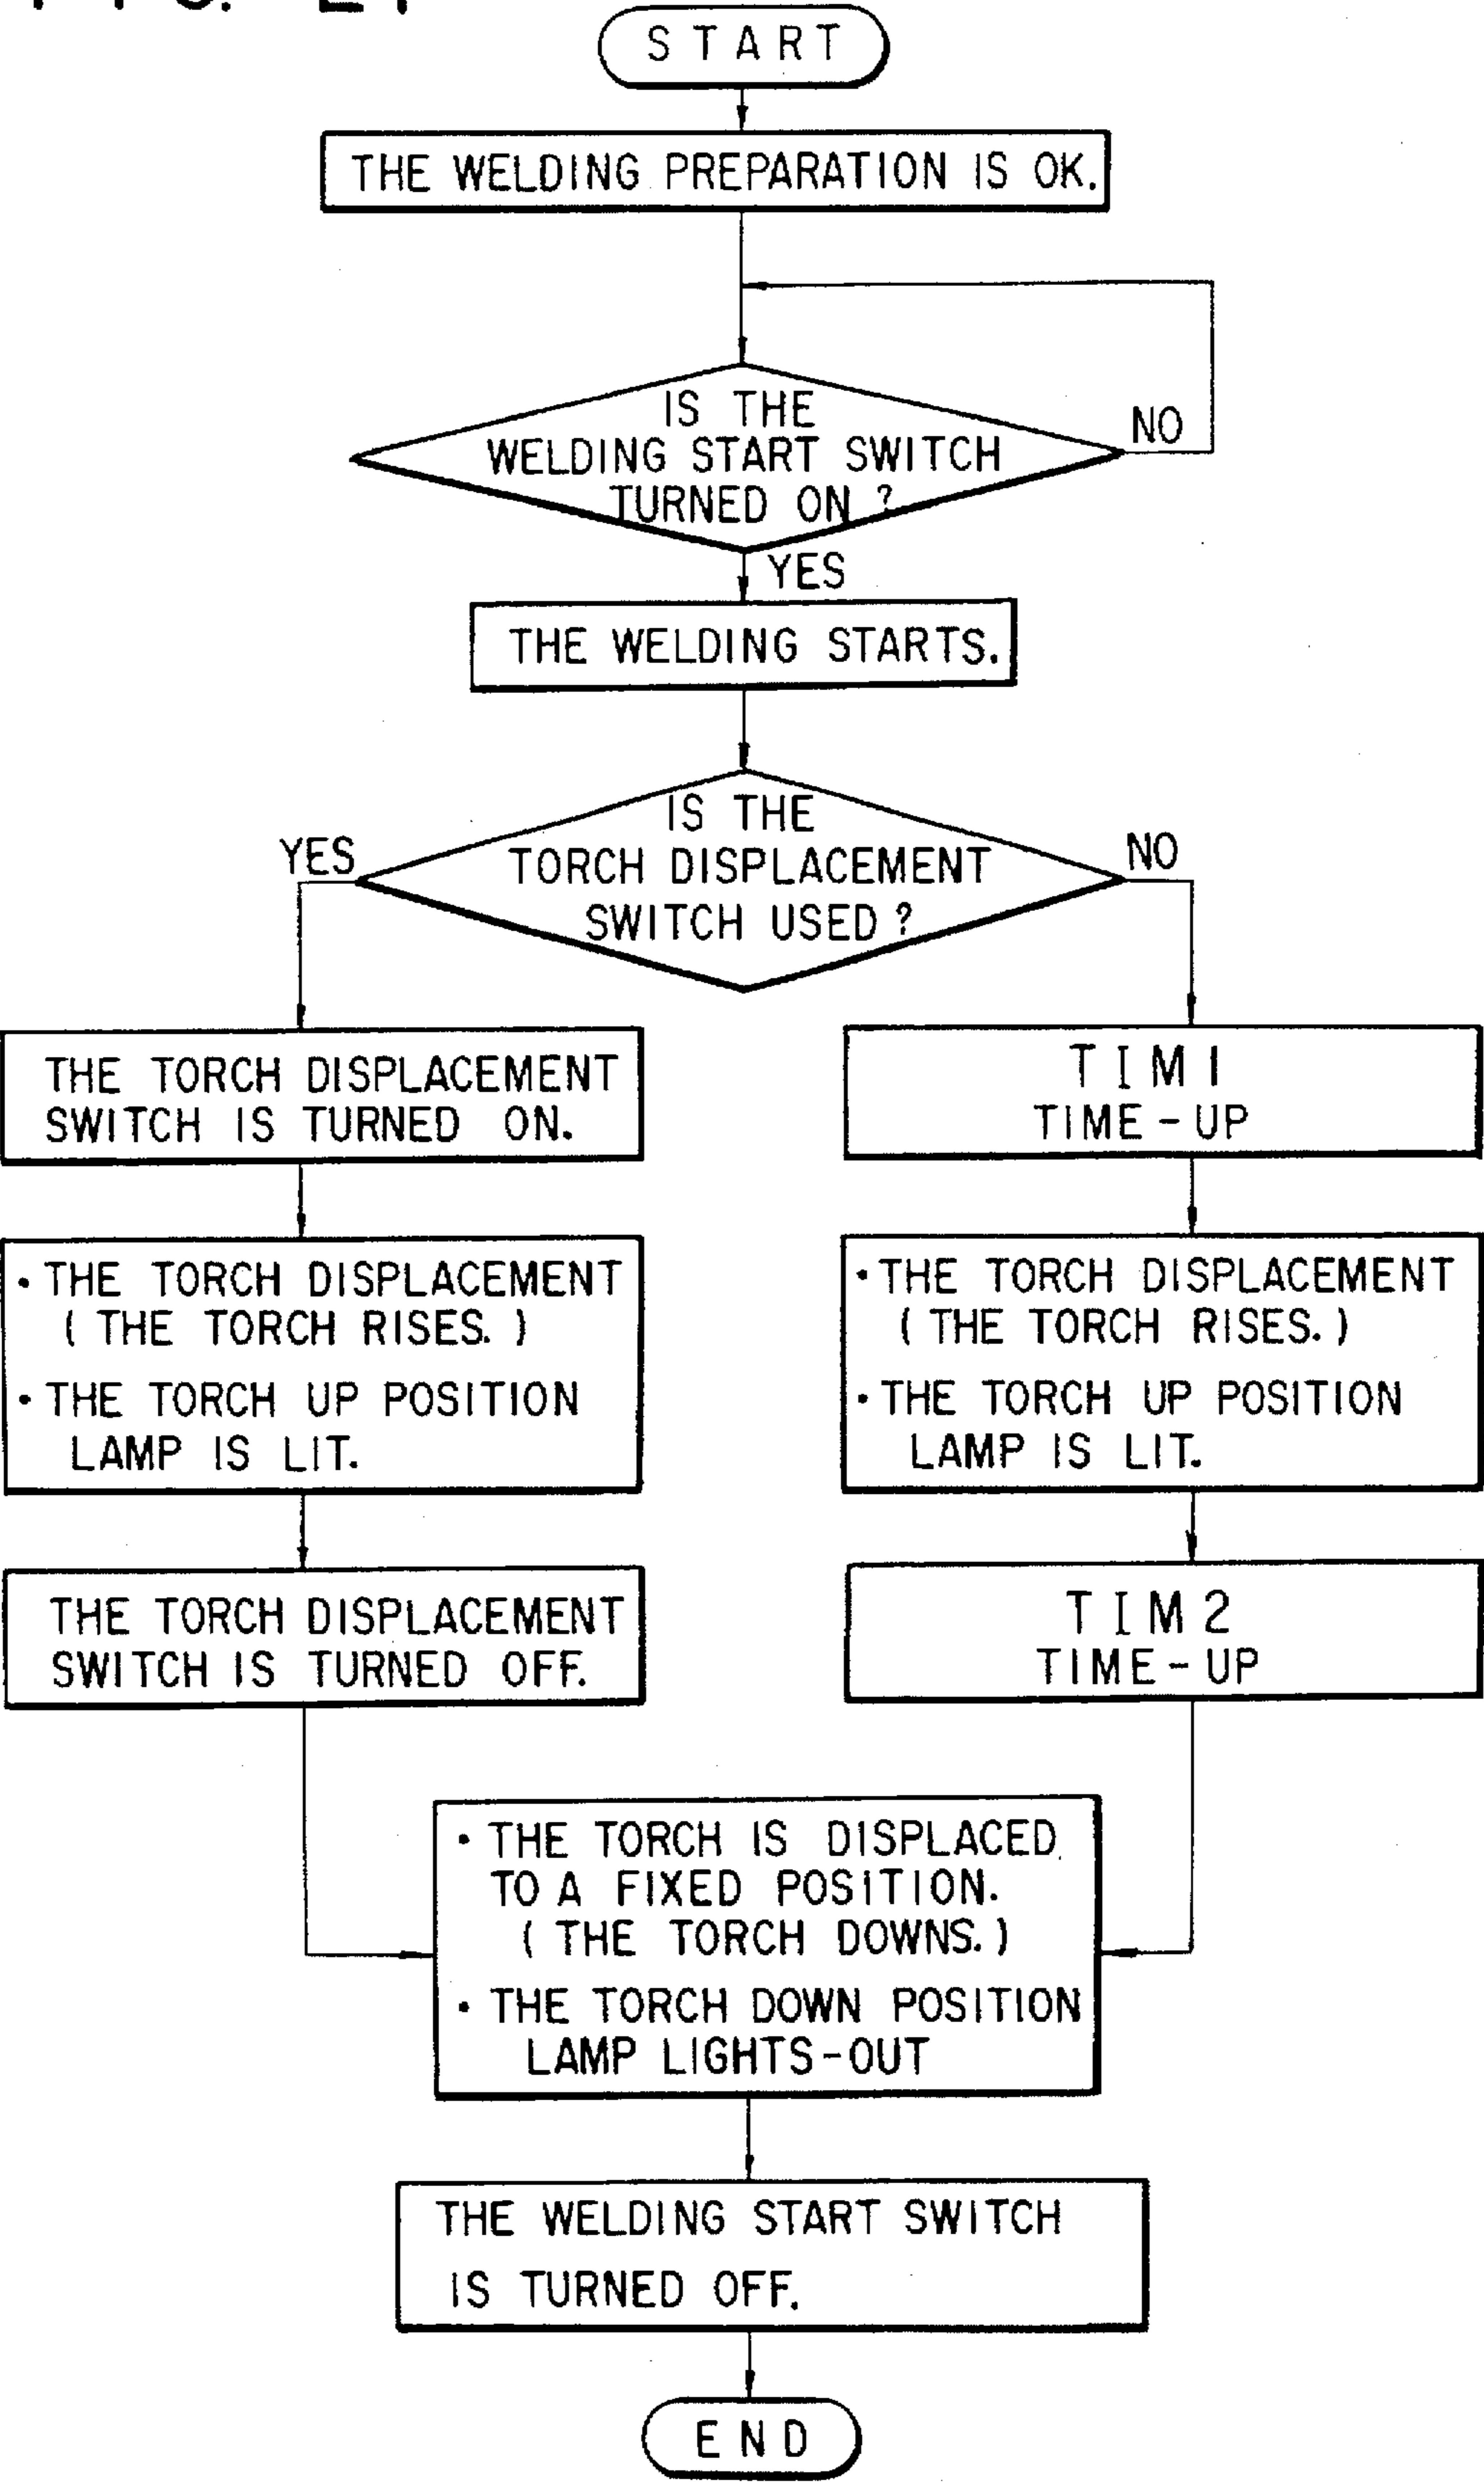 START
THE WELDING PREPARATION IS OK.
IS THE
WELDING START SWITCH
TURNED ON ?
NO
YES
THE WELDING STARTS.
IS THE
TORCH DISPLACEMENT
SWITCH USED ?
YES
NO
THE TORCH DISPLACEMENT
SWITCH IS TURNED ON.
· THE TORCH DISPLACEMENT
( THE TORCH RISES. )
· THE TORCH UP POSITION
LAMP IS LIT.
THE TORCH DISPLACEMENT
SWITCH IS TURNED OFF.
TIM1
TIME-UP
· THE TORCH DISPLACEMENT
( THE TORCH RISES. )
· THE TORCH UP POSITION
LAMP IS LIT.
TIM2
TIME-UP
· THE TORCH IS DISPLACED
TO A FIXED POSITION.
( THE TORCH DOWNS. )
· THE TORCH DOWN POSITION
LAMP LIGHTS-OUT
THE WELDING START SWITCH
IS TURNED OFF.
END